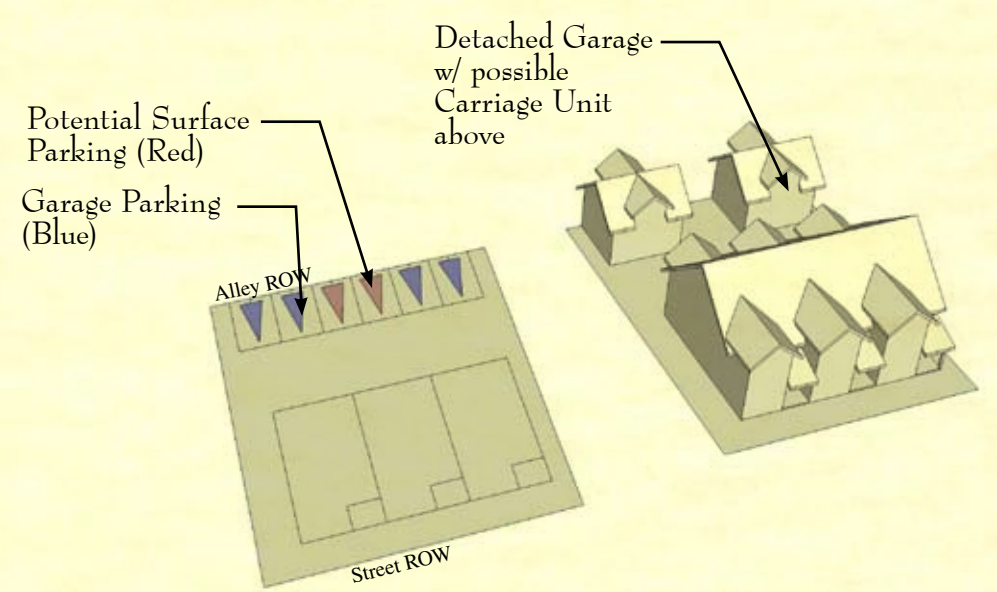 Detached Garage
w/ possible
Carriage Unit
above
Potential Surface
Parking (Red)
Garage Parking
(Blue)
Alley ROW
Street ROW